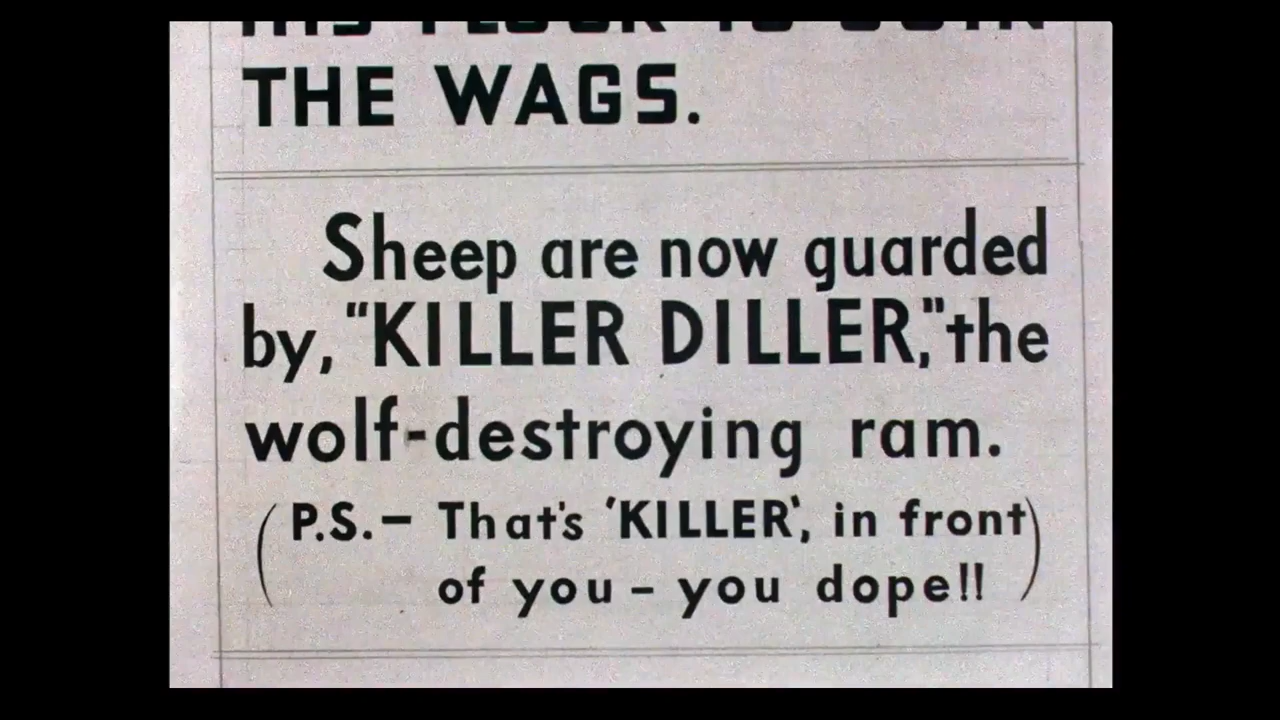 THE WAGS.
Sheep are now guarded
by, "KILLER DILLER," the
wolf-destroying ram.
(P.S.– That's 'KILLER', in front
of you – you dope!!)